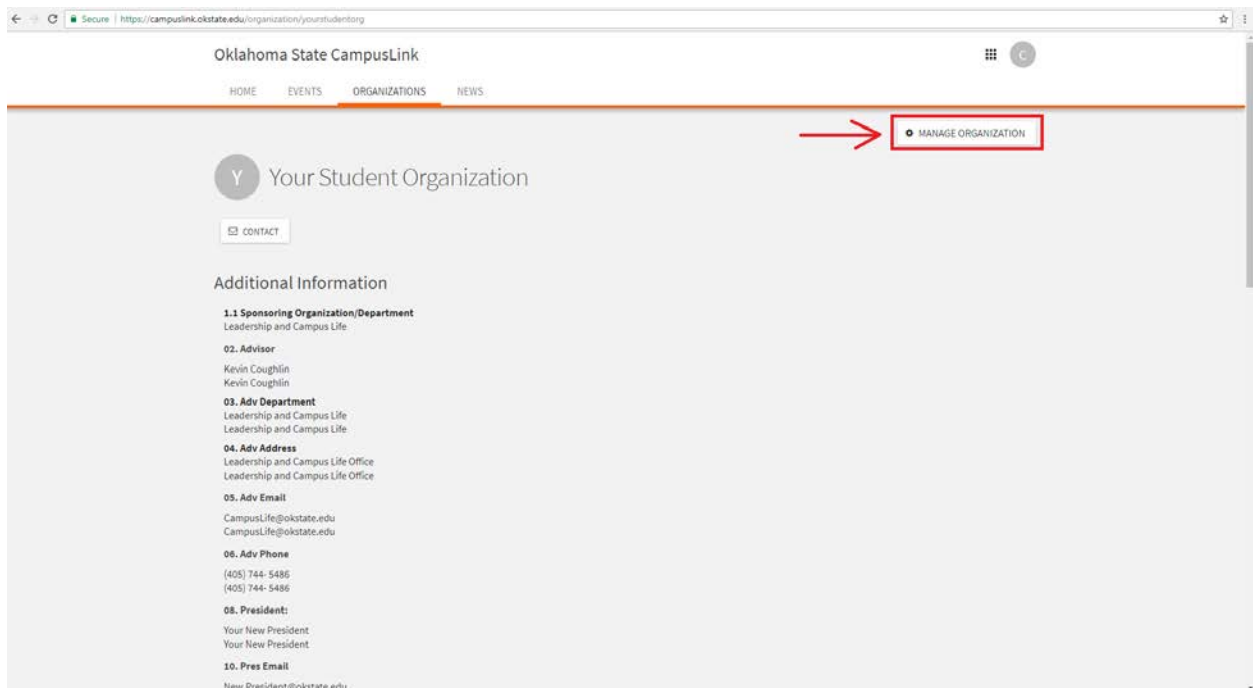 Secure | https://campuslink.okstate.edu/organization/yourstudentorg
Oklahoma State CampusLink
C
HOME EVENTS ORGANIZATIONS NEWS
MANAGE ORGANIZATION
Y Your Student Organization
CONTACT
Additional Information
1.1 Sponsoring Organization/Department
Leadership and Campus Life
02. Advisor
Kevin Coughlin
Kevin Coughlin
03. Adv Department
Leadership and Campus Life
Leadership and Campus Life
04. Adv Address
Leadership and Campus Life Office
Leadership and Campus Life Office
05. Adv Email
CampusLife@okstate.edu
CampusLife@okstate.edu
06. Adv Phone
(405) 744- 5486
(405) 744- 5486
08. President:
Your New President
Your New President
10. Pres Email
New President@okstate.edu